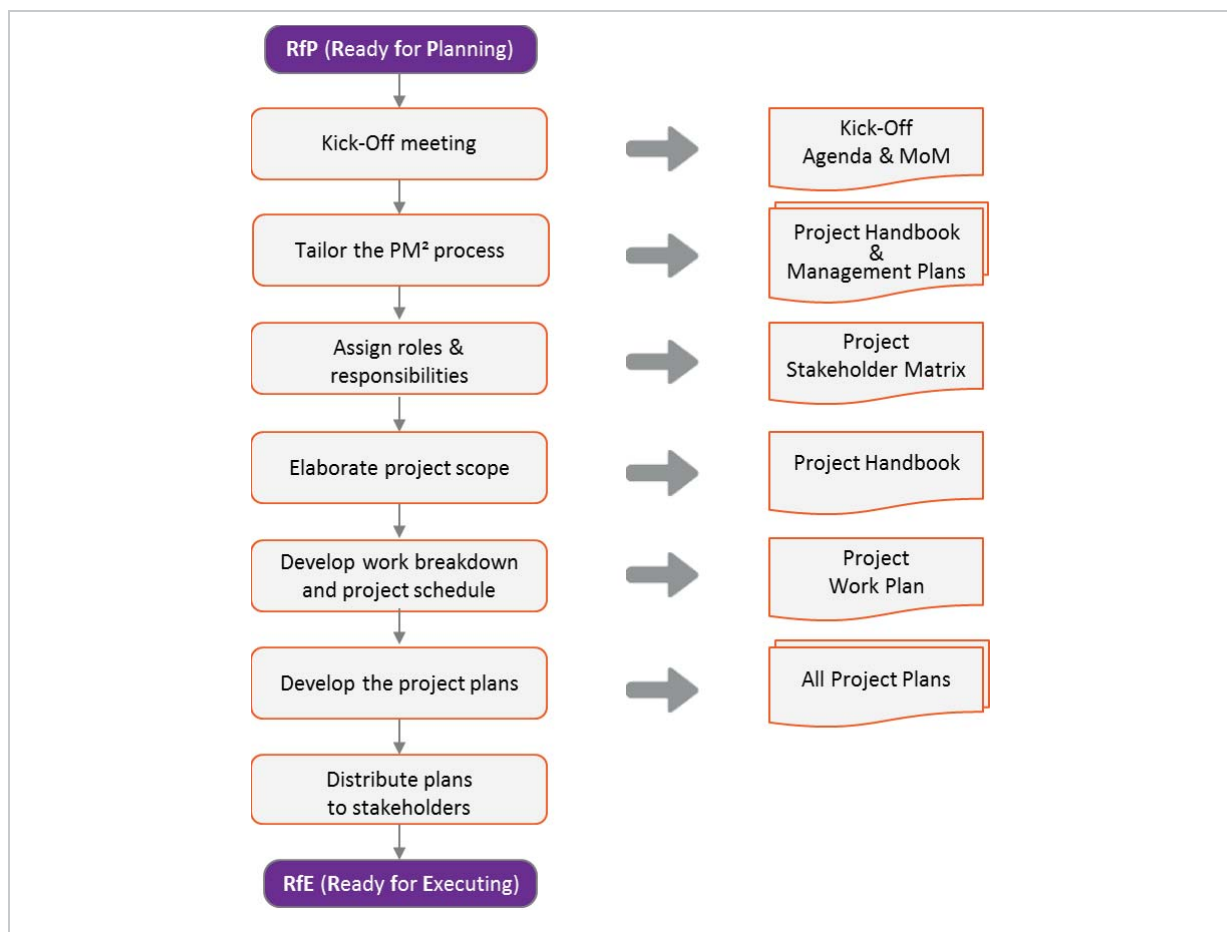 RfP (Ready for Planning)
Kick-Off meeting
Kick-Off
Agenda & MoM
Tailor the PM² process
Project Handbook
&
Management Plans
Assign roles &
responsibilities
Project
Stakeholder Matrix
Elaborate project scope
Project Handbook
Develop work breakdown
and project schedule
Project
Work Plan
Develop the project plans
All Project Plans
Distribute plans
to stakeholders
RfE (Ready for Executing)